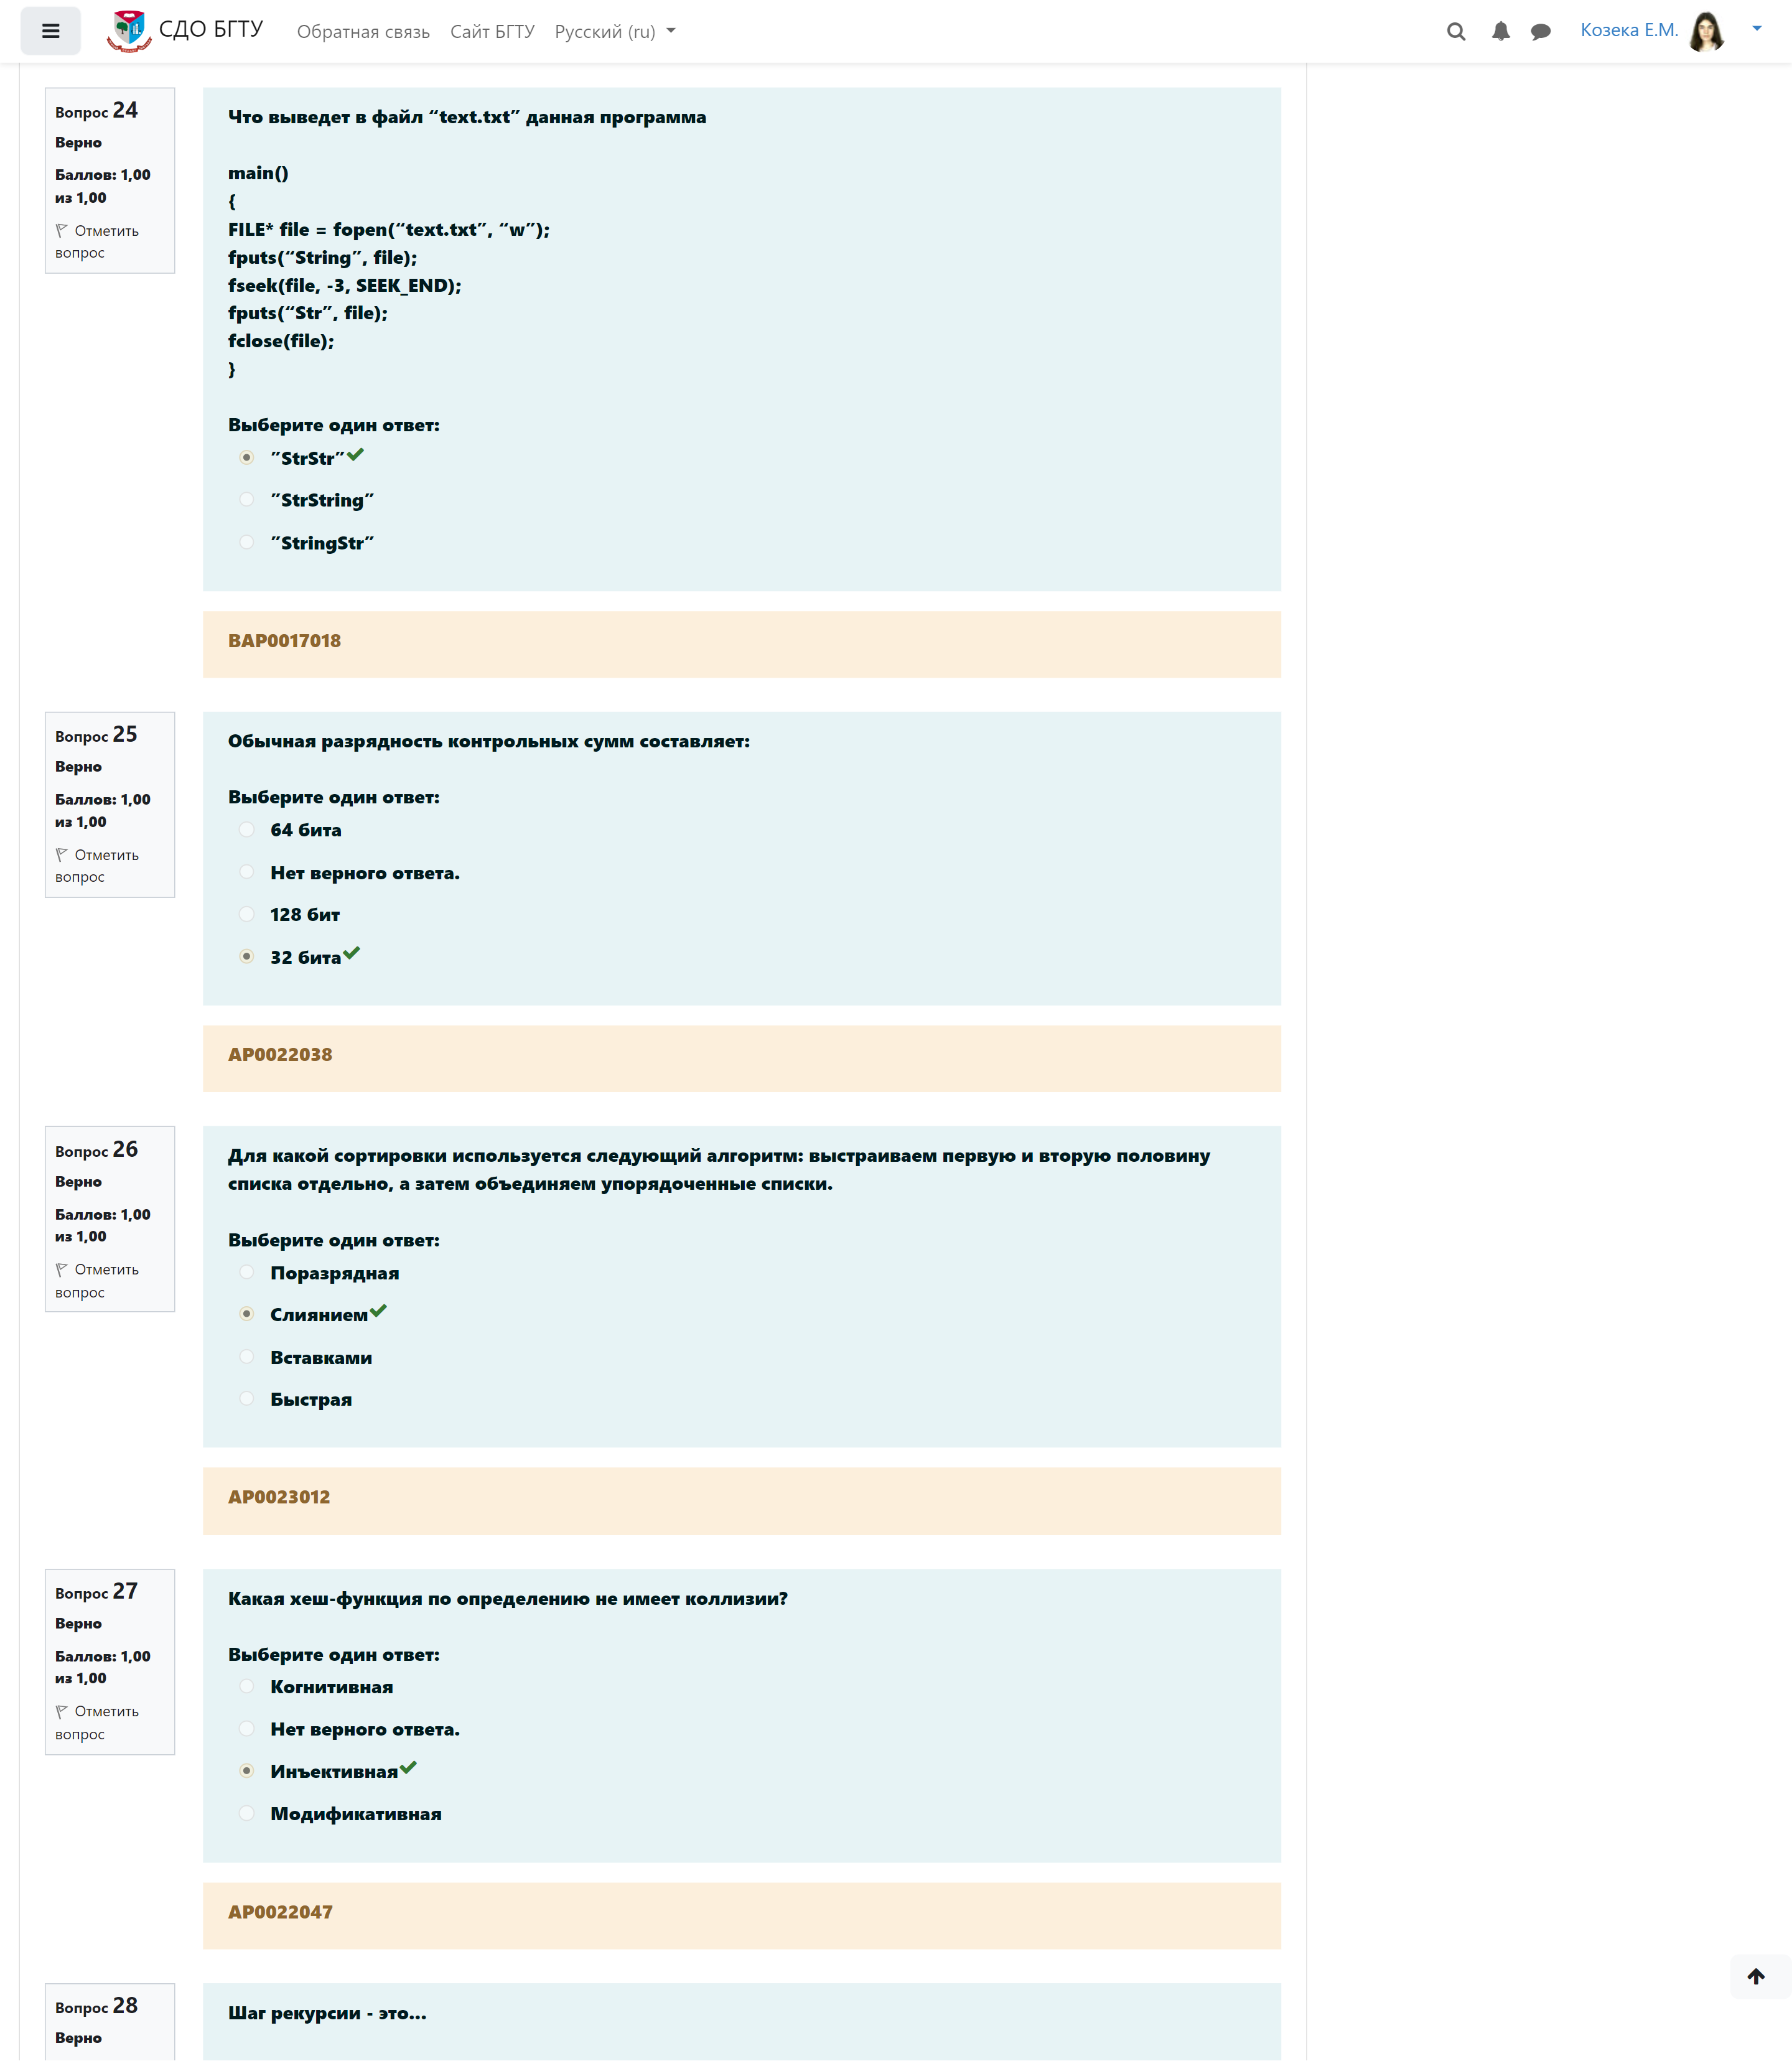 СДО БГТУ
Обратная связь
Сайт БГТУ
Русский (ru)
Козека Е.М.
Вопрос 24
Верно
Баллов: 1,00
из 1,00
Отметить
вопрос
Что выведет в файл “text.txt” данная программа
main()
{
FILE* file = fopen(“text.txt”, “w”);
fputs(“String”, file);
fseek(file, -3, SEEK_END);
fputs(“Str”, file);
fclose(file);
}
Выберите один ответ:
”StrStr”
”StrString”
”StringStr”
BAP0017018
Вопрос 25
Верно
Баллов: 1,00
из 1,00
Отметить
вопрос
Обычная разрядность контрольных сумм составляет:
Выберите один ответ:
64 бита
Нет верного ответа.
128 бит
32 бита
AP0022038
Вопрос 26
Верно
Баллов: 1,00
из 1,00
Отметить
вопрос
Для какой сортировки используется следующий алгоритм: выстраиваем первую и вторую половину
списка отдельно, а затем объединяем упорядоченные списки.
Выберите один ответ:
Поразрядная
Слиянием
Вставками
Быстрая
AP0023012
Вопрос 27
Верно
Баллов: 1,00
из 1,00
Отметить
вопрос
Какая хеш-функция по определению не имеет коллизии?
Выберите один ответ:
Когнитивная
Нет верного ответа.
Инъективная
Модификативная
AP0022047
Вопрос 28
Верно
Шаг рекурсии - это...